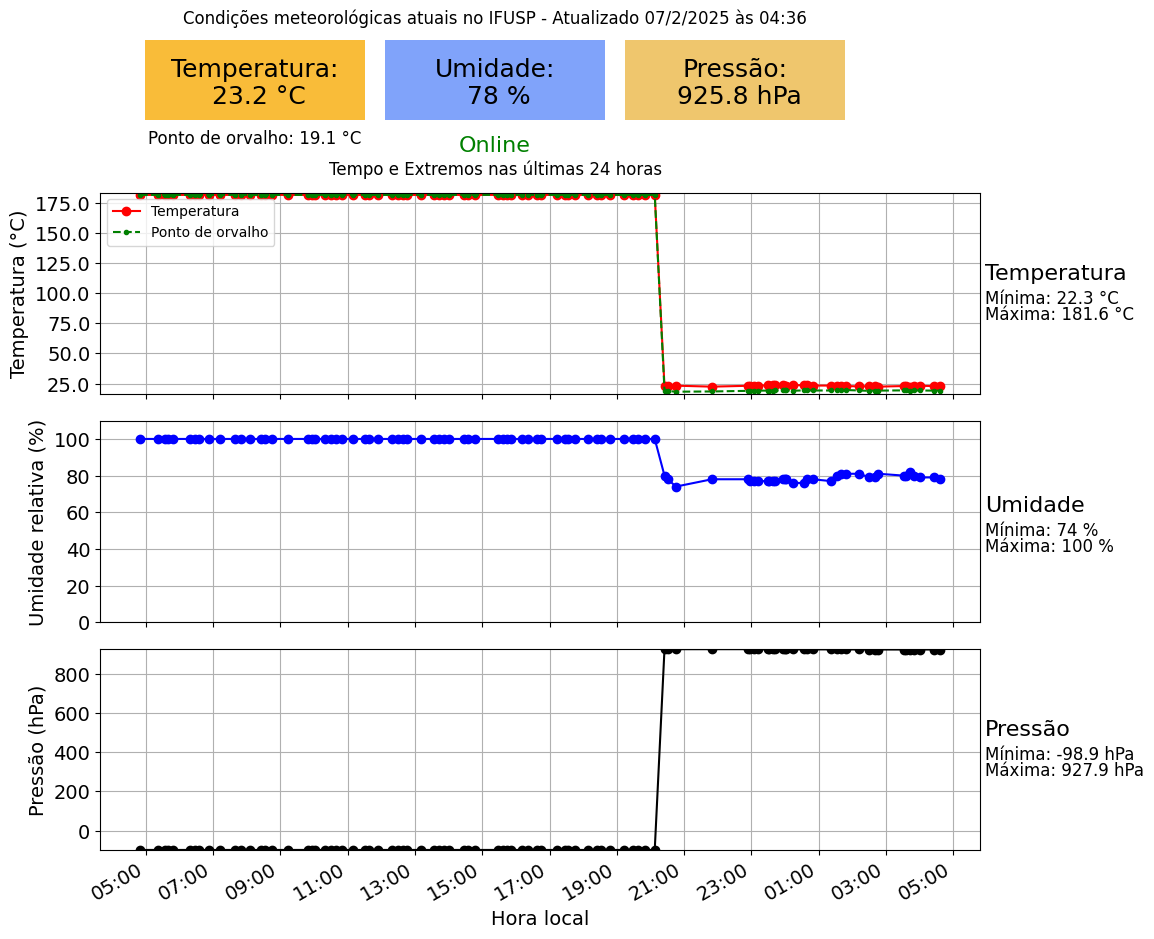 Condições meteorológicas atuais no IFUSP - Atualizado 07/2/2025 às 04:36
Temperatura:
23.2 °C
Umidade:
78 %
Pressão:
925.8 hPa
Ponto de orvalho: 19.1 °C
Online
Tempo e Extremos nas últimas 24 horas
Temperatura (°C)
175.0
150.0
125.0
100.0
75.0
50.0
25.0
Temperatura
Ponto de orvalho
Temperatura
Mínima: 22.3 °C
Máxima: 181.6 °C
Umidade relativa (%)
100
80
60
40
20
0
Umidade
Mínima: 74 %
Máxima: 100 %
Pressão (hPa)
800
600
400
200
0
Pressão
Mínima: -98.9 hPa
Máxima: 927.9 hPa
05:00 07:00 09:00 11:00 13:00 15:00 17:00 19:00 21:00 23:00 01:00 03:00 05:00
Hora local